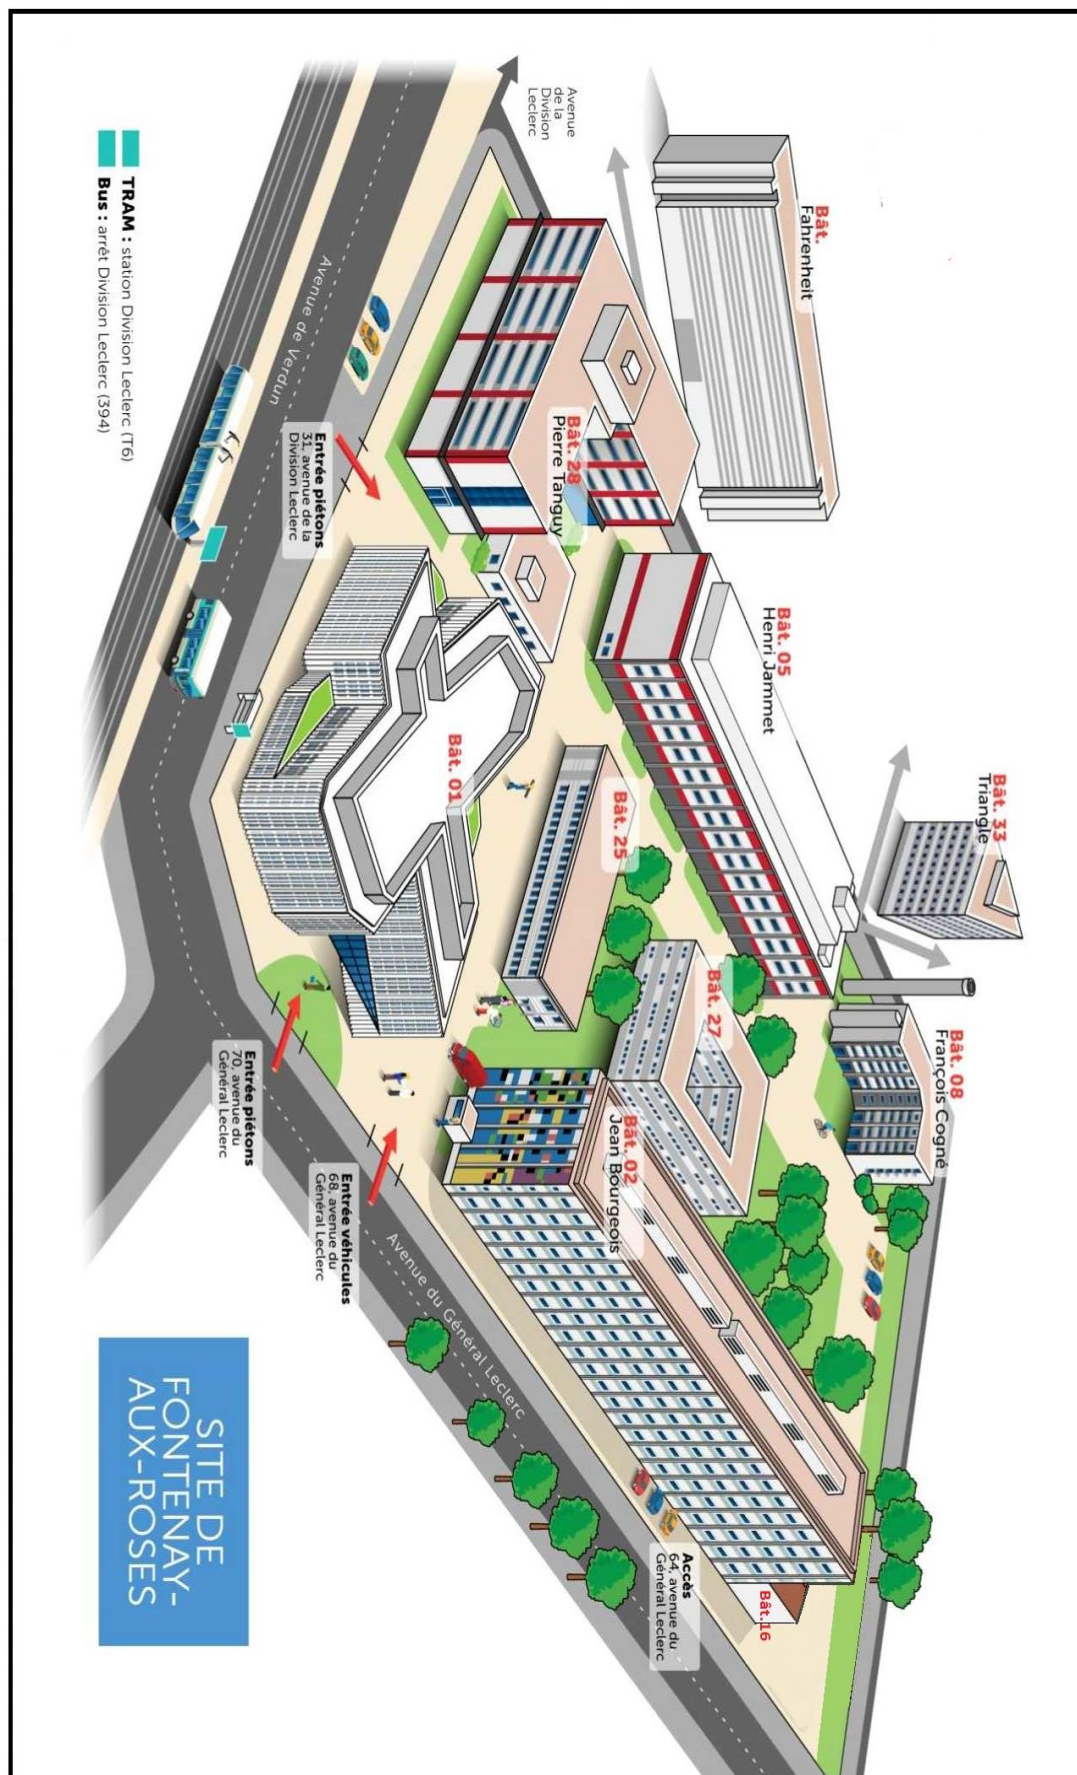 Bât.
Fahrenheit
Avenue
de la
Division
Leclerc
Bât. 28
Pierre Tanguy
Bât. 05
Henri Jammet
Bât. 33
Triangle
Bât. 08
François Cogné
Bât. 25
Bât. 27
Bât. 01
Bât. 02
Jean Bourgeois
Bât.16
Avenue de Verdun
Entrée piétons
31, avenue de la
Division Leclerc
Entrée piétons
70, avenue du
Général Leclerc
Entrée véhicules
68, avenue du
Général Leclerc
Avenue du Général Leclerc
Accès
64, avenue du
Général Leclerc
TRAM : station Division Leclerc (T6)
Bus : arrêt Division Leclerc (394)
SITE DE
FONTENAY-
AUX-ROSES